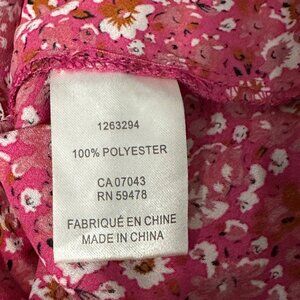 1263294
100% POLYESTER
CA 07043
RN 59478
FABRIQUÉ EN CHINE
MADE IN CHINA